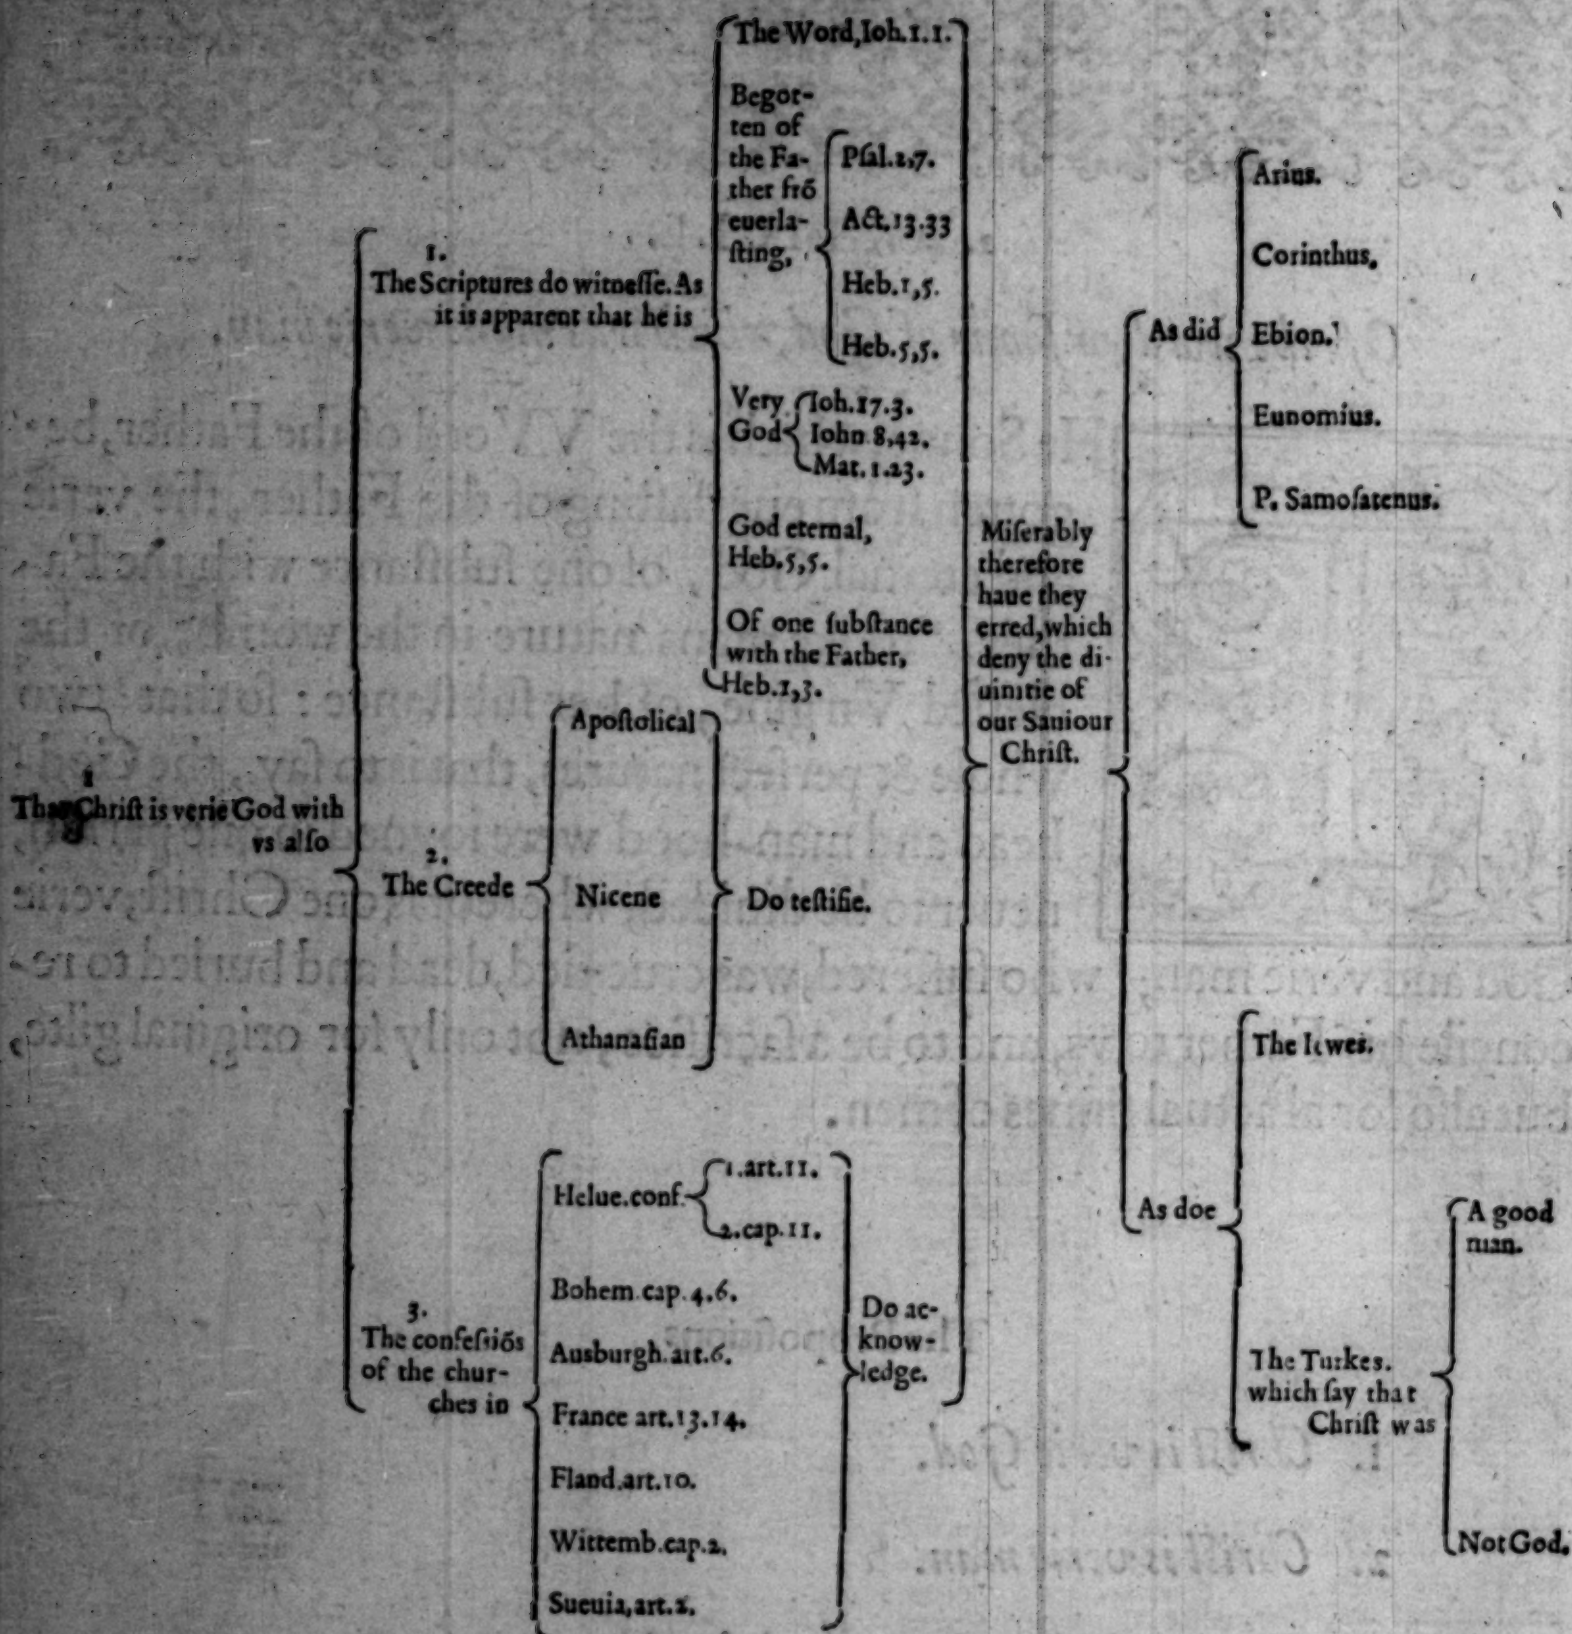 1
That Christ is verie God with
vs also
1.
The Scriptures do witnesse. As
it is apparent that he is
The Word, Ioh.1.1.
Begot-
ten of
the Fa-
ther frõ
euerla-
sting,
Psal.2,7.
Act.13.33
Heb.1,5.
Heb.5,5.
Very
God
Ioh.17.3.
Iohn 8,42.
Mat.1.23.
God eternal,
Heb.5,5.
Of one substance
with the Father,
Heb.1,3.
2.
The Creede
Apostolical
Nicene
Athanasian
Do testifie.
3.
The confessiõs
of the chur-
ches in
Helue.conf.
1.art.11.
2.cap.11.
Bohem.cap.4.6.
Ausburgh.art.6.
France art.13.14.
Fland.art.10.
Wittemb.cap.2.
Sueuia,art.2.
Do ac-
know-
ledge.
Miserably
therefore
haue they
erred,which
deny the di-
uinitie of
our Sauiour
Christ.
As did
Arius.
Corinthus.
Ebion.
Eunomius.
P. Samosatenus.
As doe
The Iewes.
The Turkes.
which say that
Christ was
A good
man.
Not God.